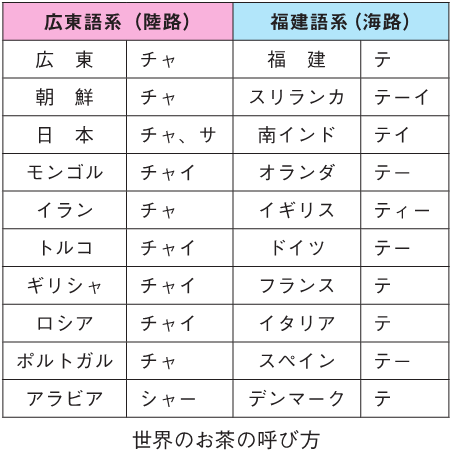 広東語系（陸路） 福建語系（海路）
広　東 チャ 福　建 テ
朝　鮮 チャ スリランカ テーイ
日　本 チャ、サ 南インド テイ
モンゴル チャイ オランダ テー
イラン チャ イギリス ティー
トルコ チャイ ドイツ テー
ギリシャ チャイ フランス テ
ロシア チャイ イタリア テ
ポルトガル チャ スペイン テー
アラビア シャー デンマーク テ
世界のお茶の呼び方